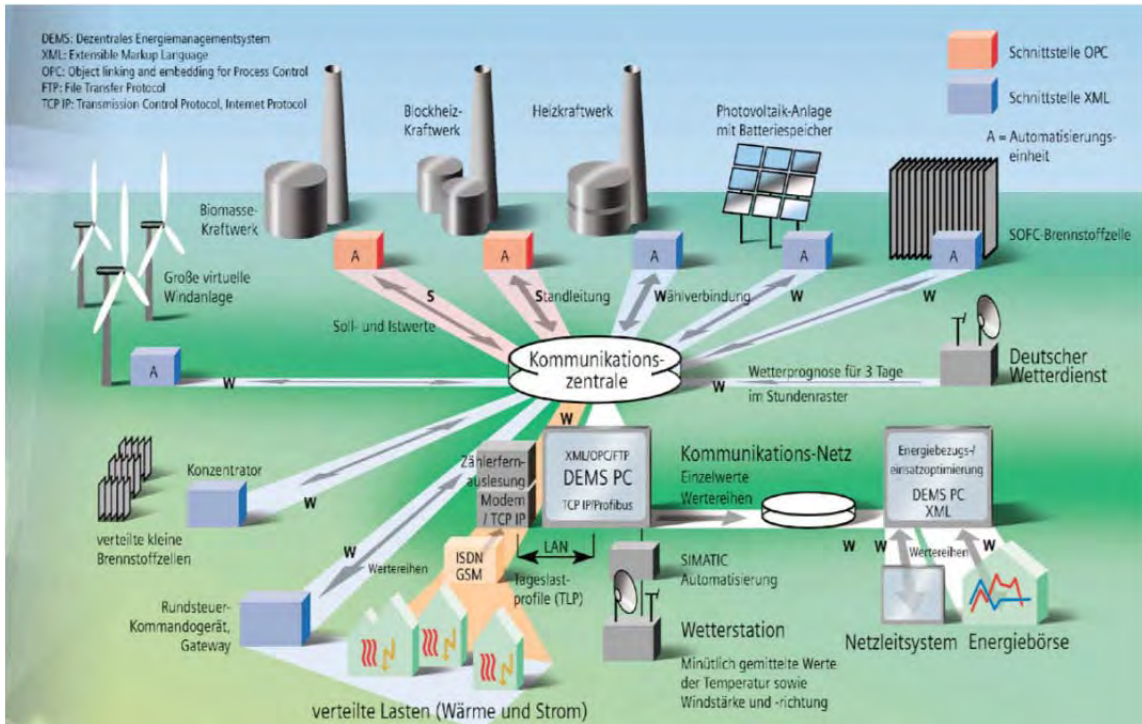 DEMS: Dezentrales Energiemanagementsystem
XML: Extensible Markup Language
OPC: Object linking and embedding for Process Control
FTP: File Transfer Protocol
TCP IP: Transmission Control Protocol, Internet Protocol
Schnittstelle OPC
Schnittstelle XML
A = Automatisierungs-
einheit
Biomasse-
Kraftwerk
Blockheiz-
Kraftwerk
Heizkraftwerk
Photovoltaik-Anlage
mit Batteriespeicher
SOFC-Brennstoffzelle
Große virtuelle
Windanlage
A
A
A
A
A
A
S
Standleitung
Wählverbindung
W
W
Soll- und Istwerte
Kommunikations-
zentrale
W
W
Wetterprognose für 3 Tage
im Stundenraster
Deutscher
Wetterdienst
W
Konzentrator
W
verteilte kleine
Brennstoffzellen
Zählerfern-
auslesung
Modem
/ TCP IP
XML/OPC/FTP
DEMS PC
TCP IP/Profibus
Kommunikations-Netz
Einzelwerte
Wertereihen
Energiebezugs-/
einsatzoptimierung
DEMS PC
XML
W
W
W
Wertereihen
W
Wertereihen
ISDN
GSM
LAN
Tageslast-
profile (TLP)
SIMATIC
Automatisierung
Rundsteuer-
Kommandogerät,
Gateway
Wetterstation
Minütlich gemittelte Werte
der Temperatur sowie
Windstärke und -richtung
Netzleitsystem
Energiebörse
verteilte Lasten (Wärme und Strom)